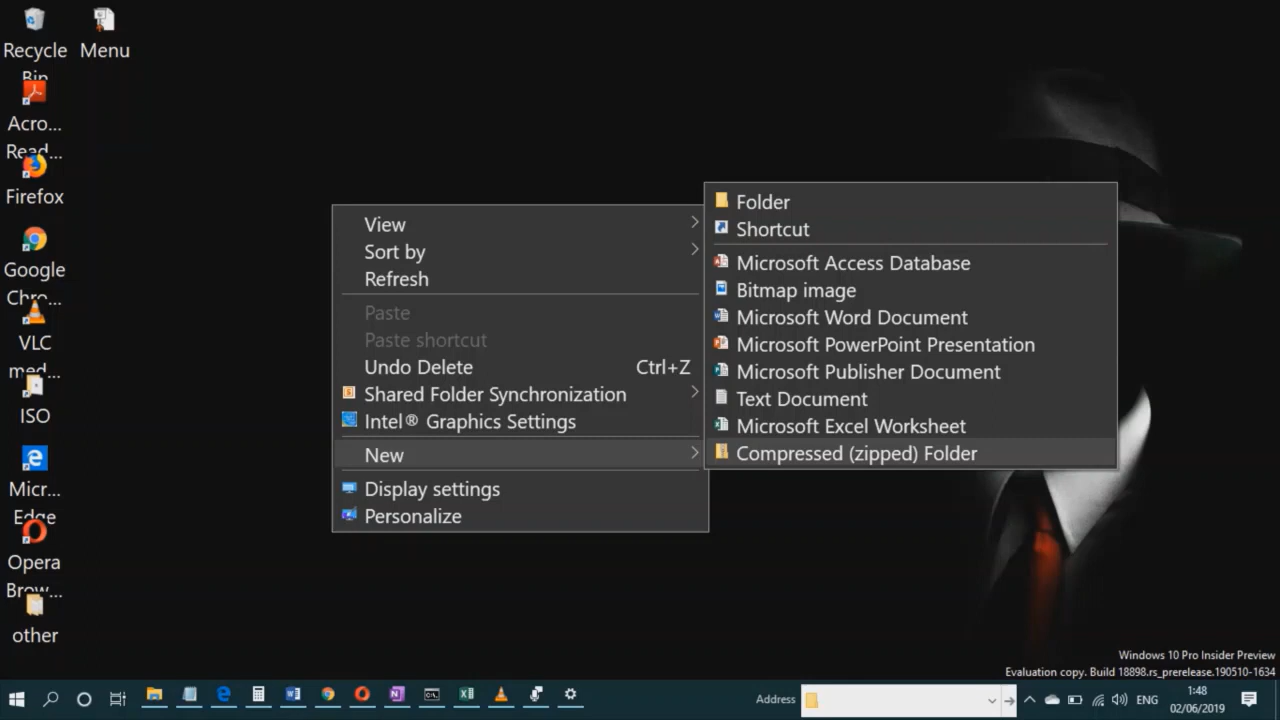 Recycle
Bin
Menu
Acro...
Read...
Firefox
Google
Chro...
VLC
med...
ISO
Micr...
Edge
Opera
Brow...
other
View
Sort by
Refresh
Paste
Paste shortcut
Undo Delete Ctrl+Z
Shared Folder Synchronization
Intel® Graphics Settings
New
Display settings
Personalize
Folder
Shortcut
Microsoft Access Database
Bitmap image
Microsoft Word Document
Microsoft PowerPoint Presentation
Microsoft Publisher Document
Text Document
Microsoft Excel Worksheet
Compressed (zipped) Folder
Windows 10 Pro Insider Preview
Evaluation copy. Build 18898.rs_prerelease.190510-1634
Address
ENG
1:48
02/06/2019